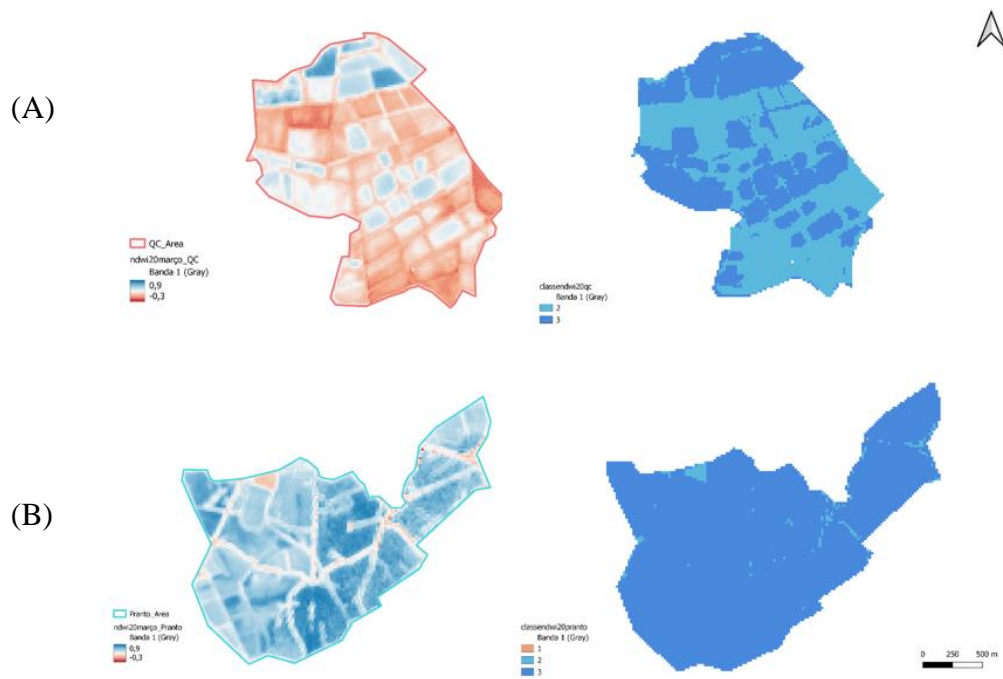 (A)
QC_Area
ndwi20março_QC
Banda 1 (Gray)
0,9
-0,3
classendwi20qc
Banda 1 (Gray)
2
3
(B)
Pranto_Area
ndwi20março_Pranto
Banda 1 (Gray)
0,9
-0,3
classendwi20pranto
Banda 1 (Gray)
1
2
3
0 250 500 m